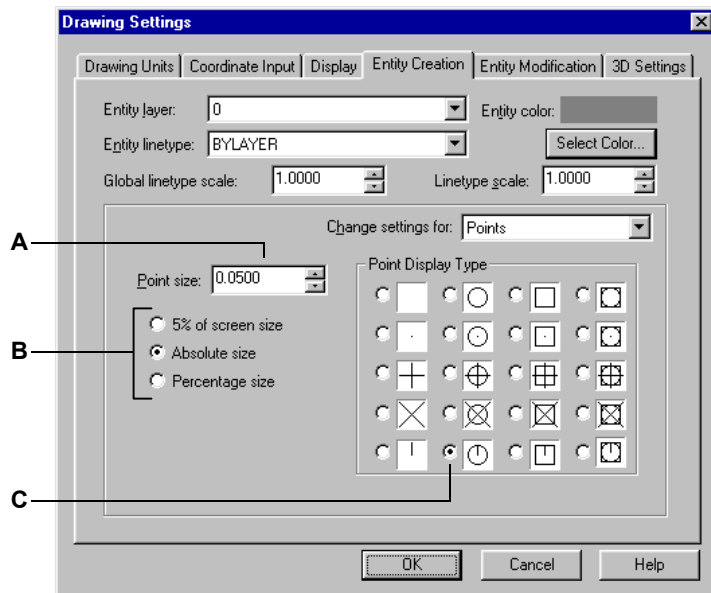 Drawing Settings
Drawing Units Coordinate Input Display Entity Creation Entity Modification 3D Settings
Entity layer: 0 Entity color:
Entity linetype: BYLAYER Select Color...
Global linetype scale: 1.0000 Linetype scale: 1.0000
Change settings for: Points
A
Point size: 0.0500
Point Display Type
B
5% of screen size
Absolute size
Percentage size
C
OK Cancel Help